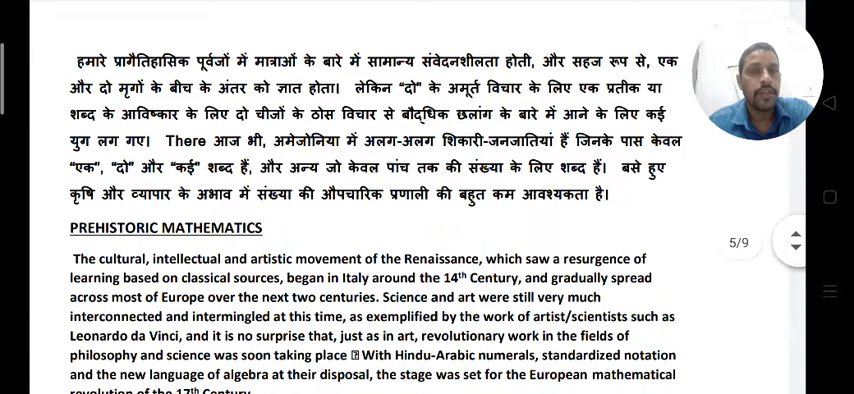 हमारे प्रागैतिहासिक पूर्वजों में मात्राओं के बारे में सामान्य संवेदनशीलता होती, और सहज रूप से, एक
और दो मृगों के बीच के अंतर को ज्ञात होता। लेकिन “दो” के अमूर्त विचार के लिए एक प्रतीक या
शब्द के आविष्कार के लिए दो चीजों के ठोस विचार से बौद्धिक छलांग के बारे में आने के लिए कई
युग लग गए। There आज भी, अमेजोनिया में अलग-अलग शिकारी-जनजातियां हैं जिनके पास केवल
“एक”, “दो” और “कई” शब्द हैं, और अन्य जो केवल पांच तक की संख्या के लिए शब्द हैं। बसे हुए
कृषि और व्यापार के अभाव में संख्या की औपचारिक प्रणाली की बहुत कम आवश्यकता है।
PREHISTORIC MATHEMATICS
5/9
The cultural, intellectual and artistic movement of the Renaissance, which saw a resurgence of
learning based on classical sources, began in Italy around the 14th Century, and gradually spread
across most of Europe over the next two centuries. Science and art were still very much
interconnected and intermingled at this time, as exemplified by the work of artist/scientists such as
Leonardo da Vinci, and it is no surprise that, just as in art, revolutionary work in the fields of
philosophy and science was soon taking place With Hindu-Arabic numerals, standardized notation
and the new language of algebra at their disposal, the stage was set for the European mathematical
revolution of the 17th Century.